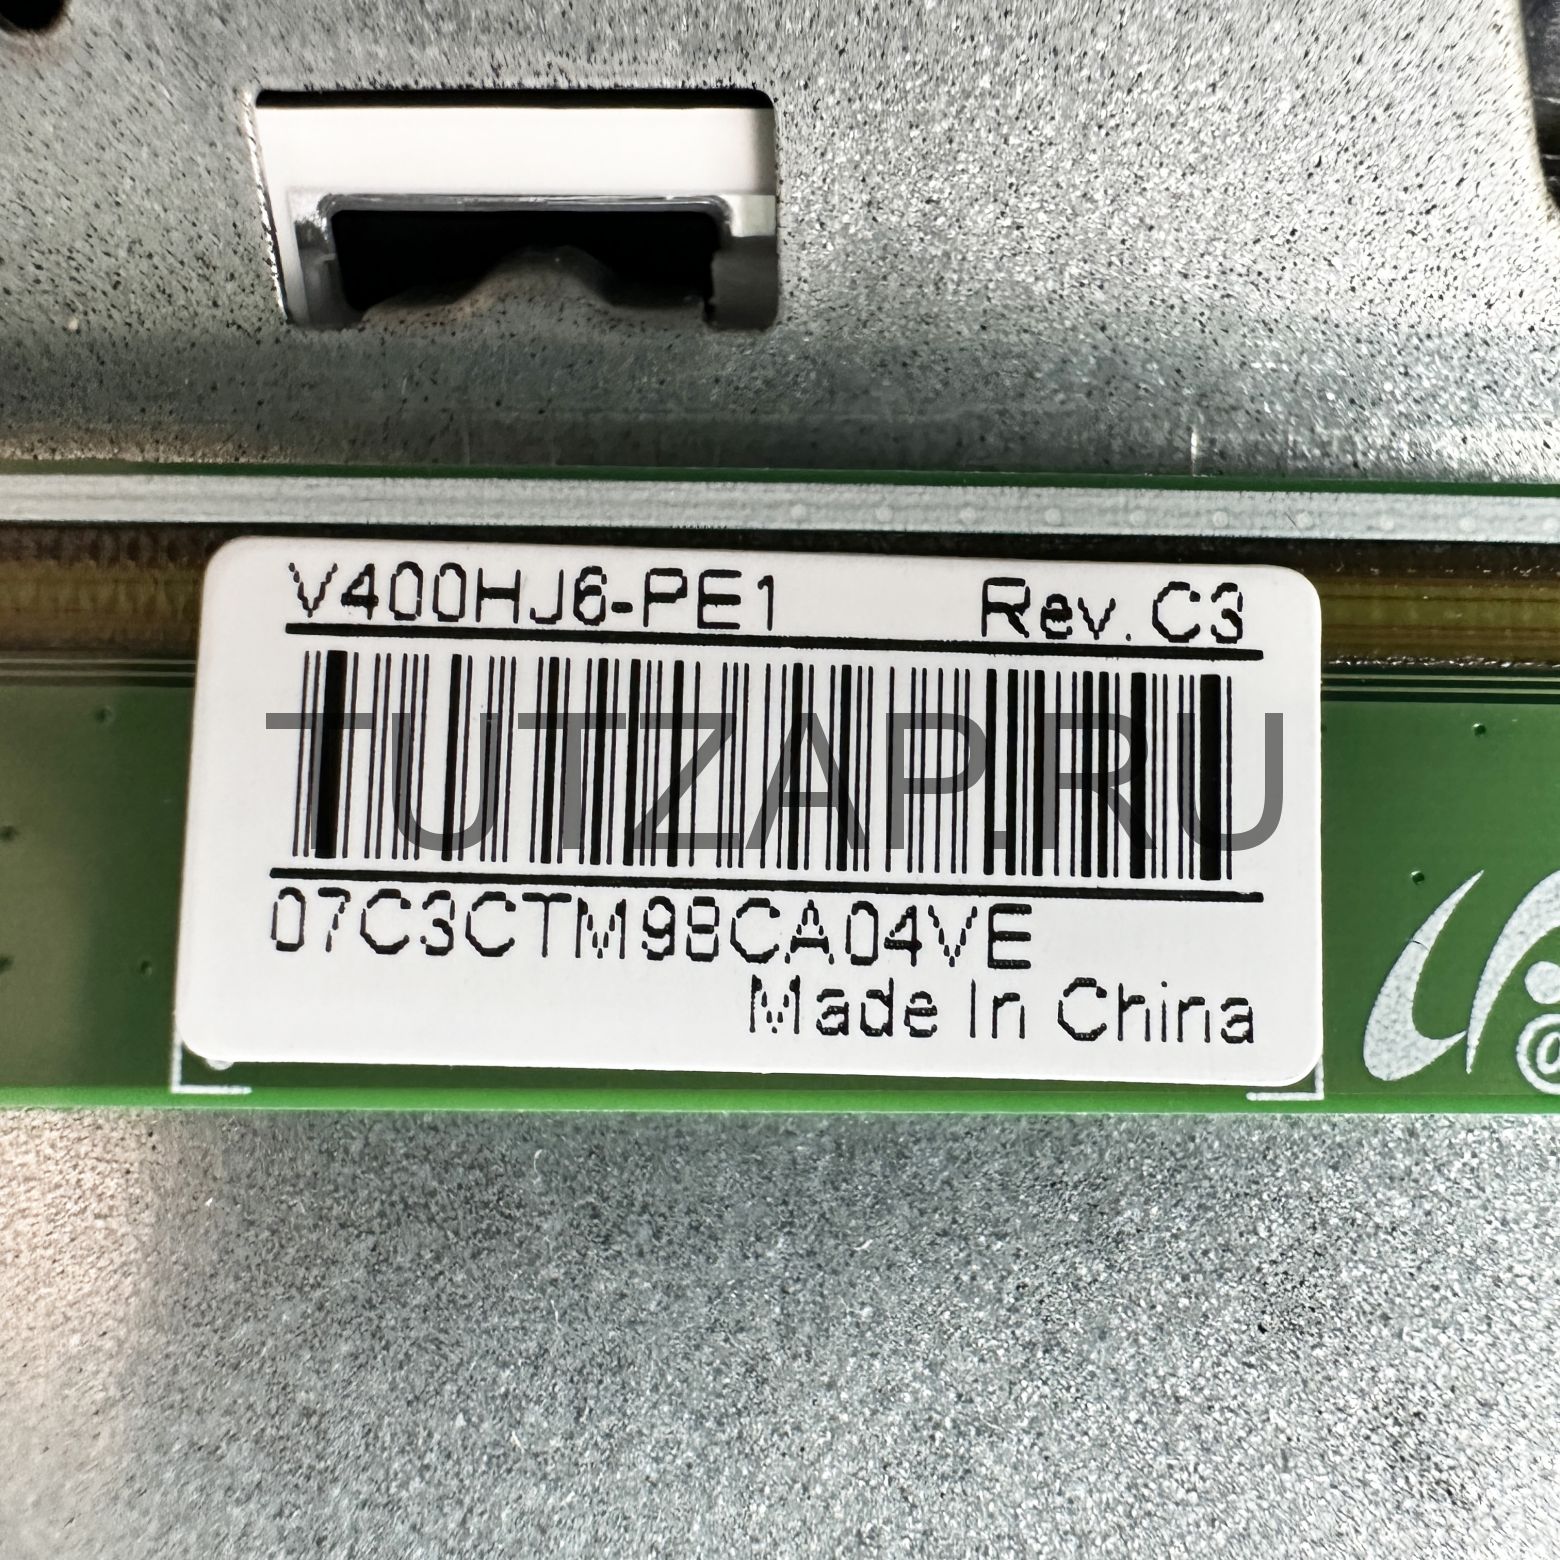 V400HJ6-PE1 Rev. C3
TUTZAP.RU
07C3CTM98CA04VE
Made In China